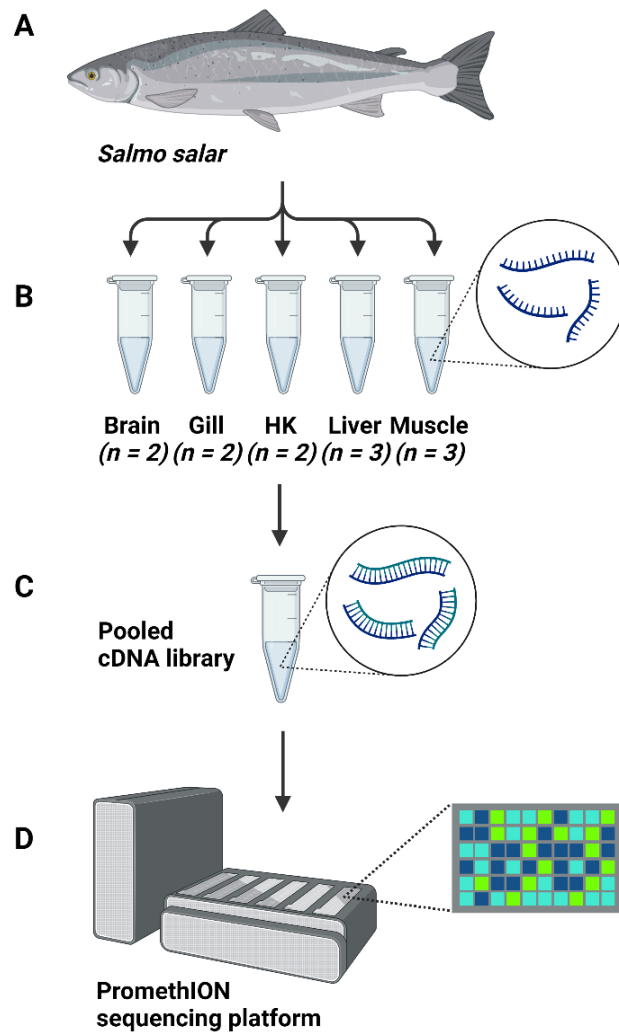 A
Salmo salar
B
Brain Gill HK Liver Muscle
(n = 2) (n = 2) (n = 2) (n = 3) (n = 3)
C
Pooled
cDNA library
D
PromethION
sequencing platform